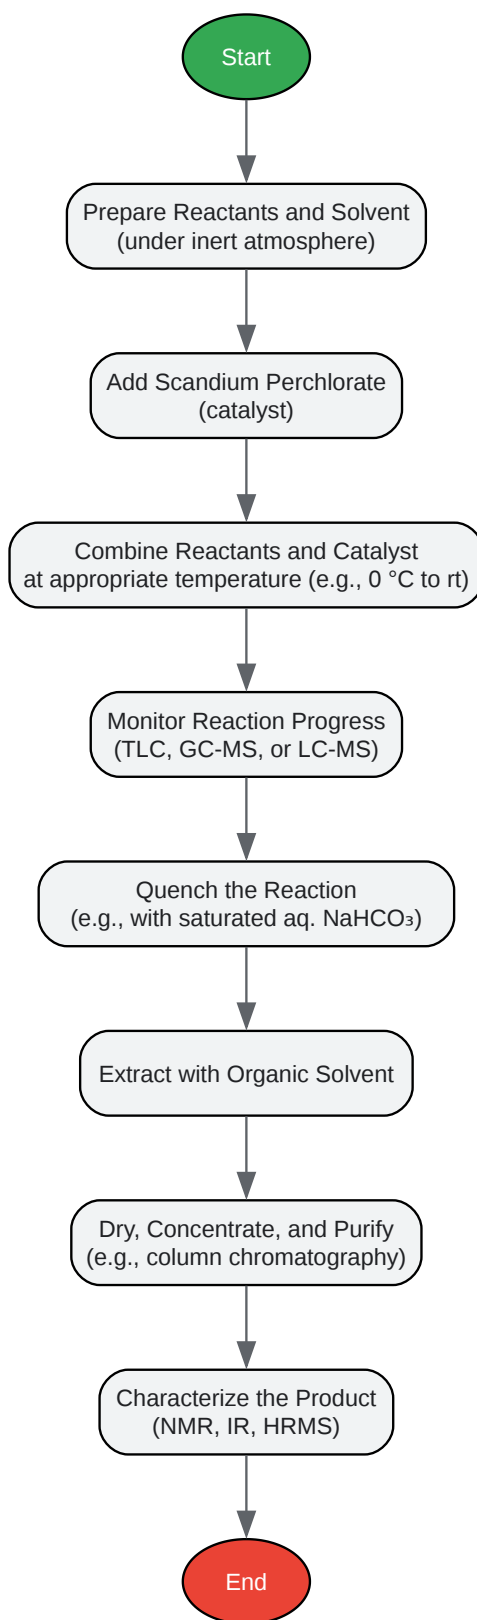 Start
Prepare Reactants and Solvent
(under inert atmosphere)
Add Scandium Perchlorate
(catalyst)
Combine Reactants and Catalyst
at appropriate temperature (e.g., 0 °C to rt)
Monitor Reaction Progress
(TLC, GC-MS, or LC-MS)
Quench the Reaction
(e.g., with saturated aq. NaHCO₃)
Extract with Organic Solvent
Dry, Concentrate, and Purify
(e.g., column chromatography)
Characterize the Product
(NMR, IR, HRMS)
End